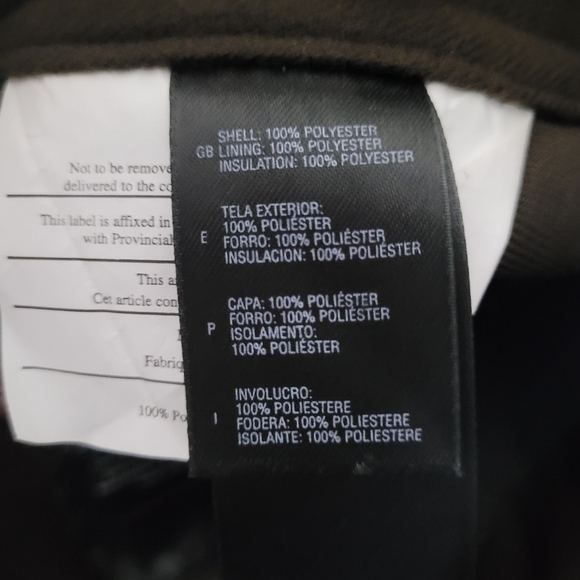 SHELL: 100% POLYESTER
GB LINING: 100% POLYESTER
INSULATION: 100% POLYESTER
TELA EXTERIOR:
100% POLIÉSTER
E FORRO: 100% POLIÉSTER
INSULACION: 100% POLIÉSTER
CAPA: 100% POLIÉSTER
FORRO: 100% POLIÉSTER
P ISOLAMENTO:
100% POLIÉSTER
INVOLUCRO:
100% POLIESTERE
I FODERA: 100% POLIESTERE
ISOLANTE: 100% POLIESTERE
Not to be remove
delivered to the co
This label is affixed in
with Provincial
This a
Cet article con
Fabriq
100% Po